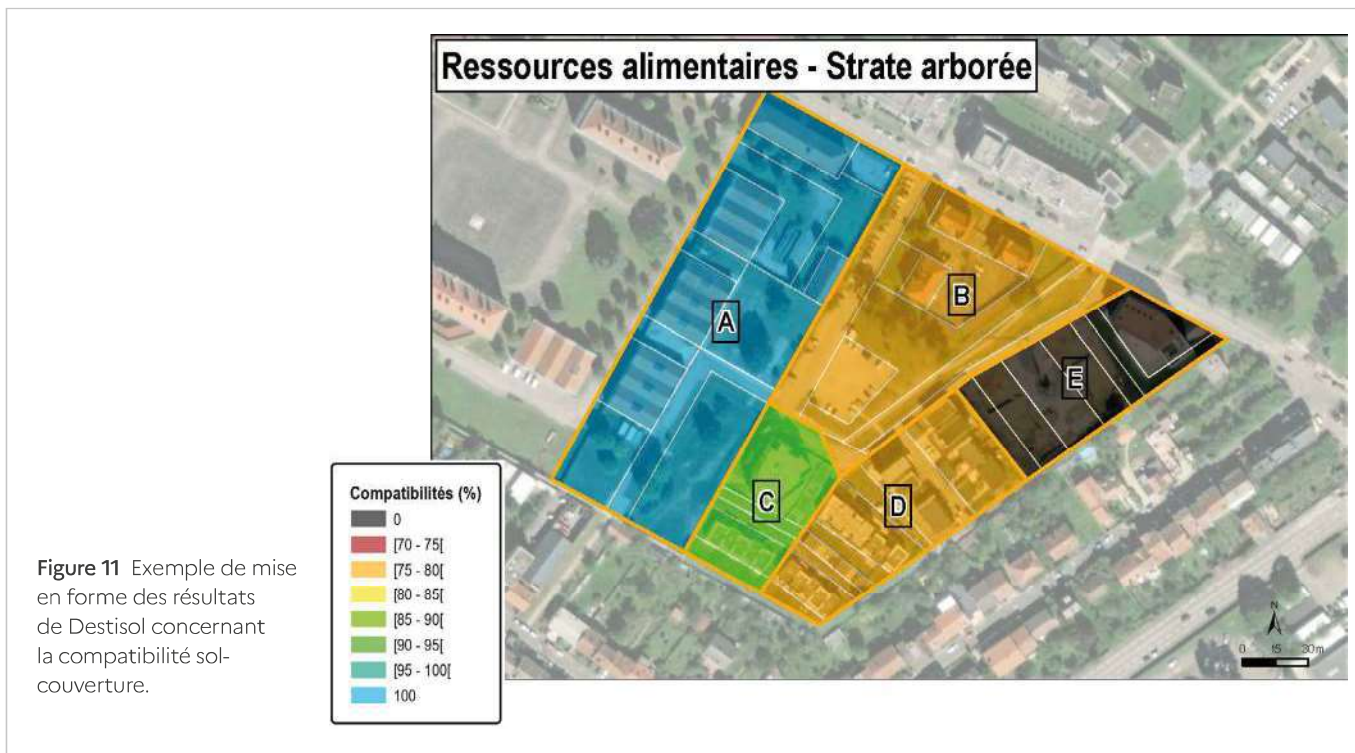 Ressources alimentaires - Strate arborée
A
B
E
C
D
Compatibilités (%)
0
[70 - 75[
[75 - 80[
[80 - 85[
[85 - 90[
[90 - 95[
[95 - 100[
100
N
0 15 30 m
Figure 11 Exemple de mise
en forme des résultats
de Destisol concernant
la compatibilité sol-
couverture.